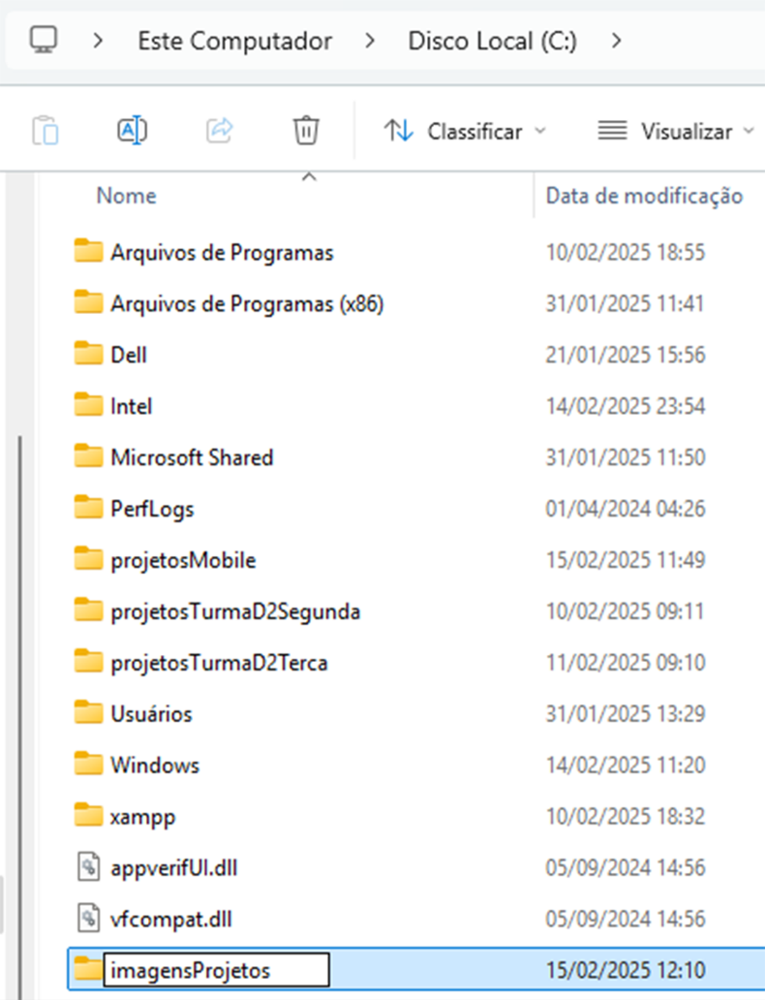 Este Computador > Disco Local (C:) >
Classificar Visualizar
Nome Data de modificação
Arquivos de Programas 10/02/2025 18:55
Arquivos de Programas (x86) 31/01/2025 11:41
Dell 21/01/2025 15:56
Intel 14/02/2025 23:54
Microsoft Shared 31/01/2025 11:50
PerfLogs 01/04/2024 04:26
projetosMobile 15/02/2025 11:49
projetosTurmaD2Segunda 10/02/2025 09:11
projetosTurmaD2Terca 11/02/2025 09:10
Usuários 31/01/2025 13:29
Windows 14/02/2025 11:20
xampp 10/02/2025 18:32
appverifUI.dll 05/09/2024 14:56
vfcompat.dll 05/09/2024 14:56
imagensProjetos 15/02/2025 12:10